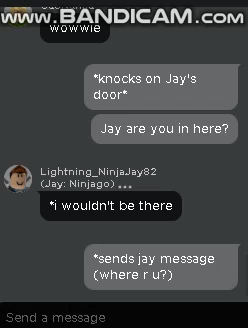 WWW.BANDICAM.COM
wowwie
*knocks on Jay's
door*
Jay are you in here?
Lightning_NinjaJay82
(Jay: Ninjago)
*i wouldn't be there
*sends jay message
(where r u?)
Send a message